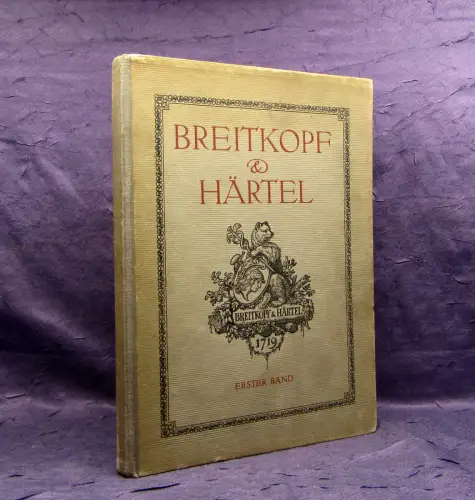 BREITKOPF
&
HÄRTEL
BREITKOPF & HÄRTEL
1719
ERSTER BAND